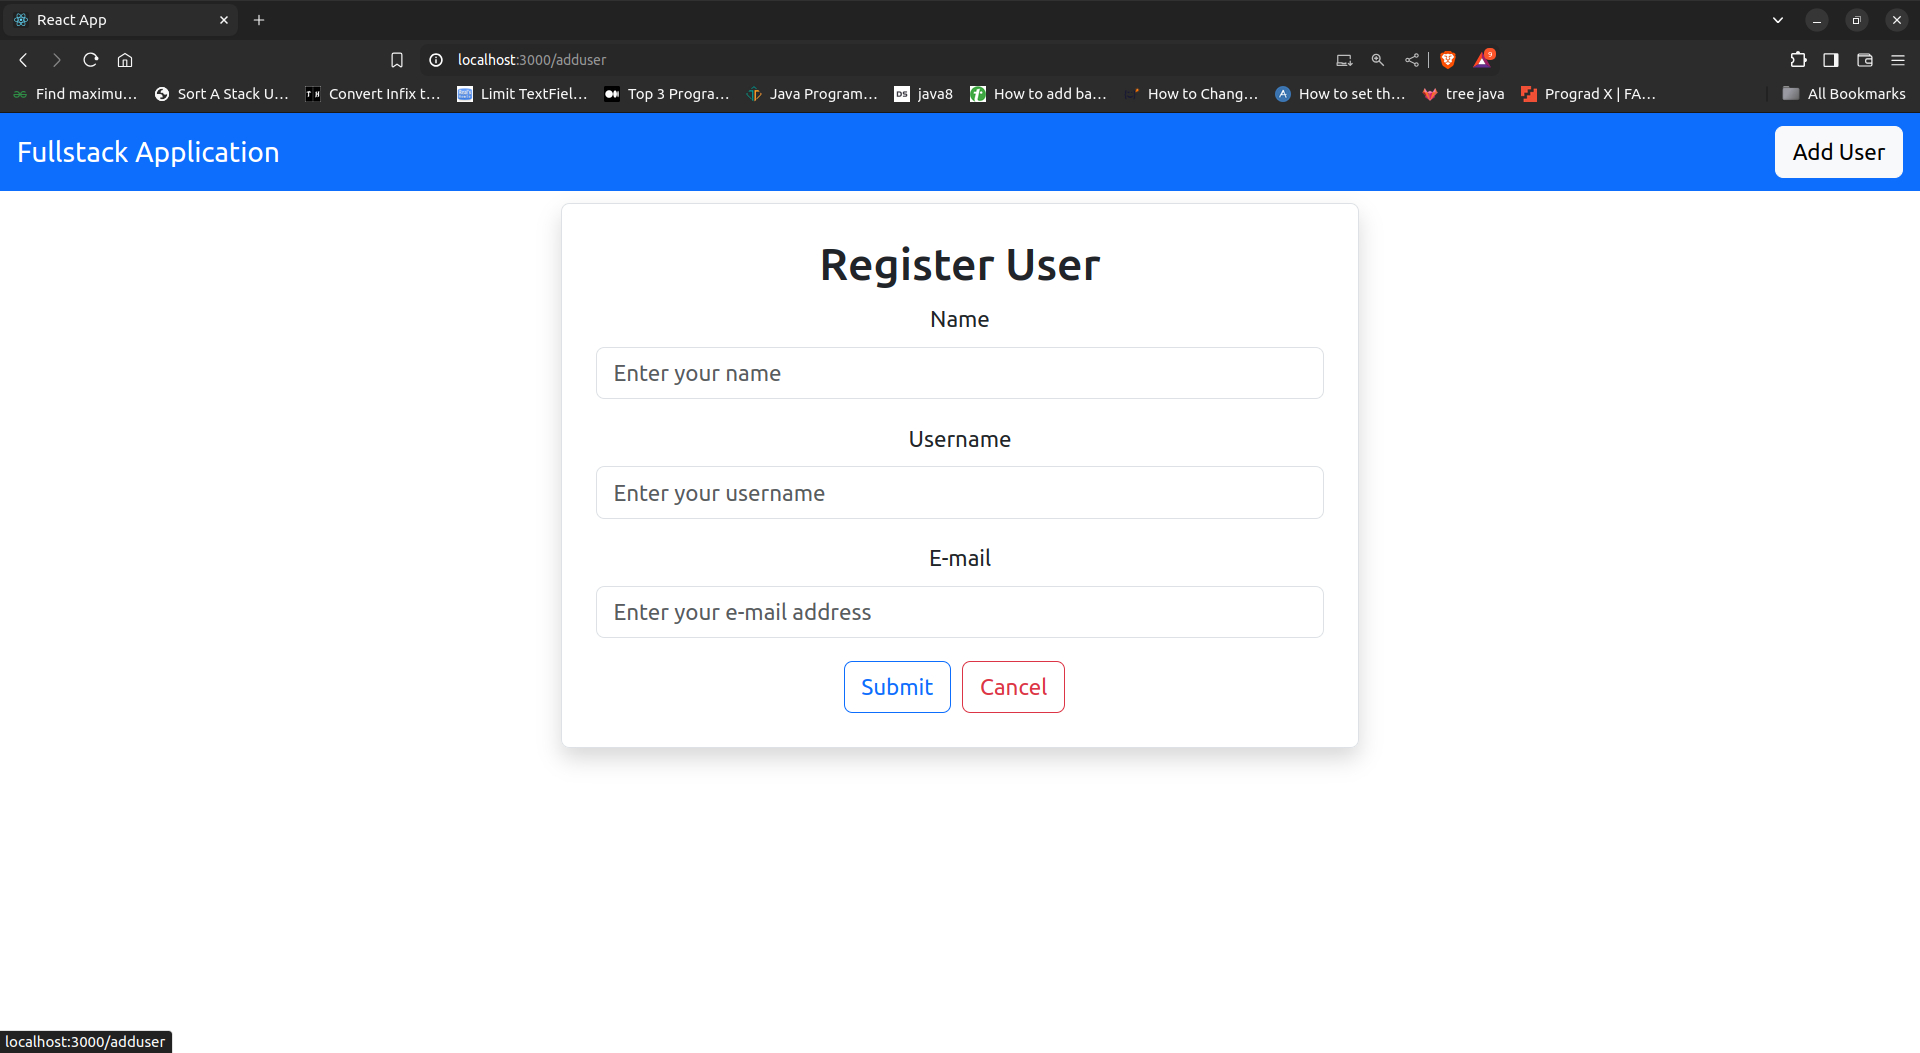 React App
localhost:3000/adduser
9
Find maximu... Sort A Stack U... Convert Infix t... Limit TextFiel... Top 3 Progra... Java Program... DS java8 How to add ba... How to Chang... How to set th... tree java Prograd X | FA... All Bookmarks
Fullstack Application Add User
Register User
Name
Enter your name
Username
Enter your username
E-mail
Enter your e-mail address
Submit Cancel
localhost:3000/adduser